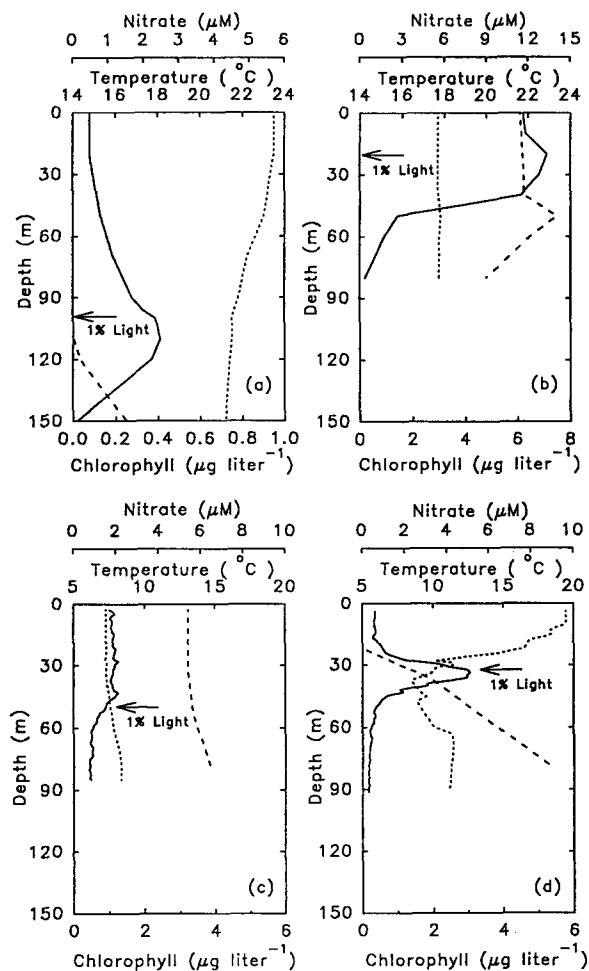 Nitrate (μM)
0 1 2 3 4 5 6
Temperature ( °C )
14 16 18 20 22 24
0
30
60
90
120
150
Depth (m)
1% Light
(a)
0.0 0.2 0.4 0.6 0.8 1.0
Chlorophyll (μg liter⁻¹)
Nitrate (μM)
0 3 6 9 12 15
Temperature ( °C )
14 16 18 20 22 24
0
30
60
90
120
150
Depth (m)
1% Light
(b)
0 2 4 6 8
Chlorophyll (μg liter⁻¹)
Nitrate (μM)
0 2 4 6 8 10
Temperature ( °C )
5 10 15 20
0
30
60
90
120
150
Depth (m)
1% Light
(c)
0 2 4 6
Chlorophyll (μg liter⁻¹)
Nitrate (μM)
0 2 4 6 8 10
Temperature ( °C )
5 10 15 20
0
30
60
90
120
150
Depth (m)
1% Light
(d)
0 2 4 6
Chlorophyll (μg liter⁻¹)